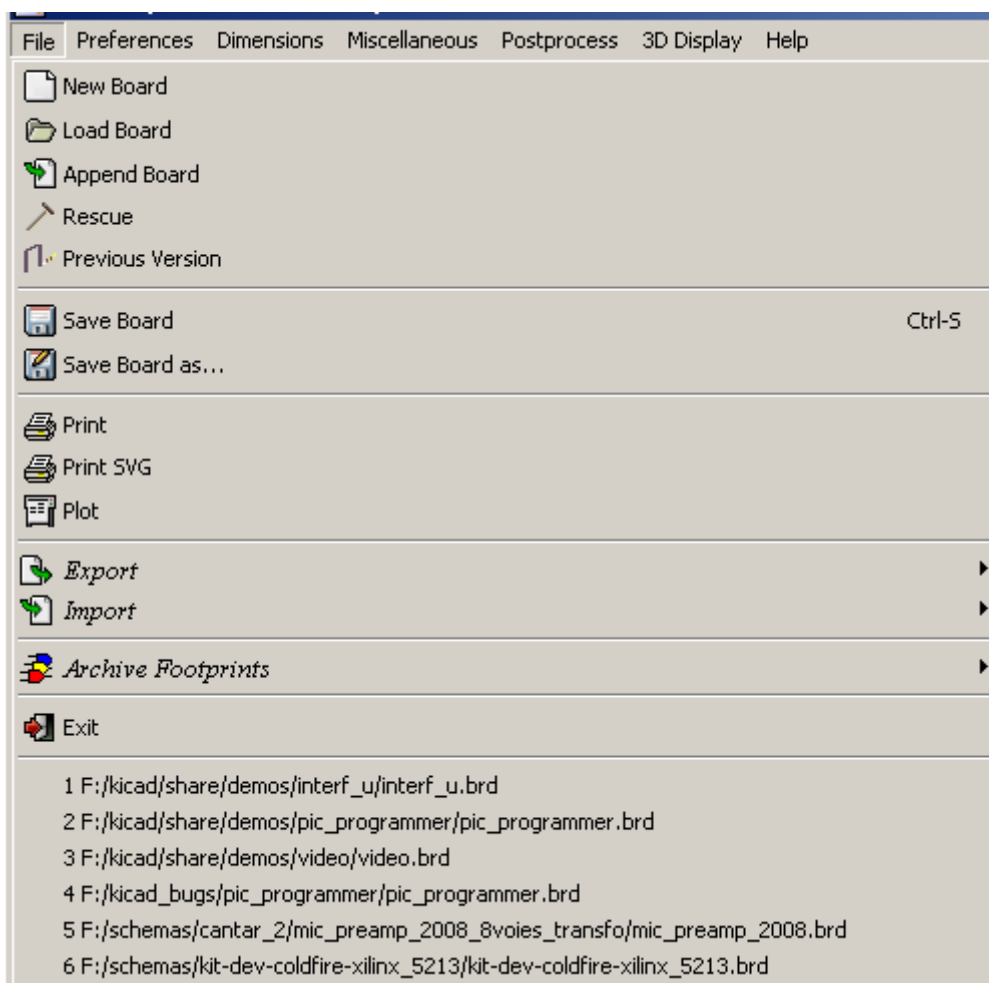 File Preferences Dimensions Miscellaneous Postprocess 3D Display Help
New Board
Load Board
Append Board
Rescue
Previous Version
Save Board Ctrl-S
Save Board as...
Print
Print SVG
Plot
Export
Import
Archive Footprints
Exit
1 F:/kicad/share/demos/interf_u/interf_u.brd
2 F:/kicad/share/demos/pic_programmer/pic_programmer.brd
3 F:/kicad/share/demos/video/video.brd
4 F:/kicad_bugs/pic_programmer/pic_programmer.brd
5 F:/schemas/cantar_2/mic_preamp_2008_8voies_transfo/mic_preamp_2008.brd
6 F:/schemas/kit-dev-coldfire-xilinx_5213/kit-dev-coldfire-xilinx_5213.brd